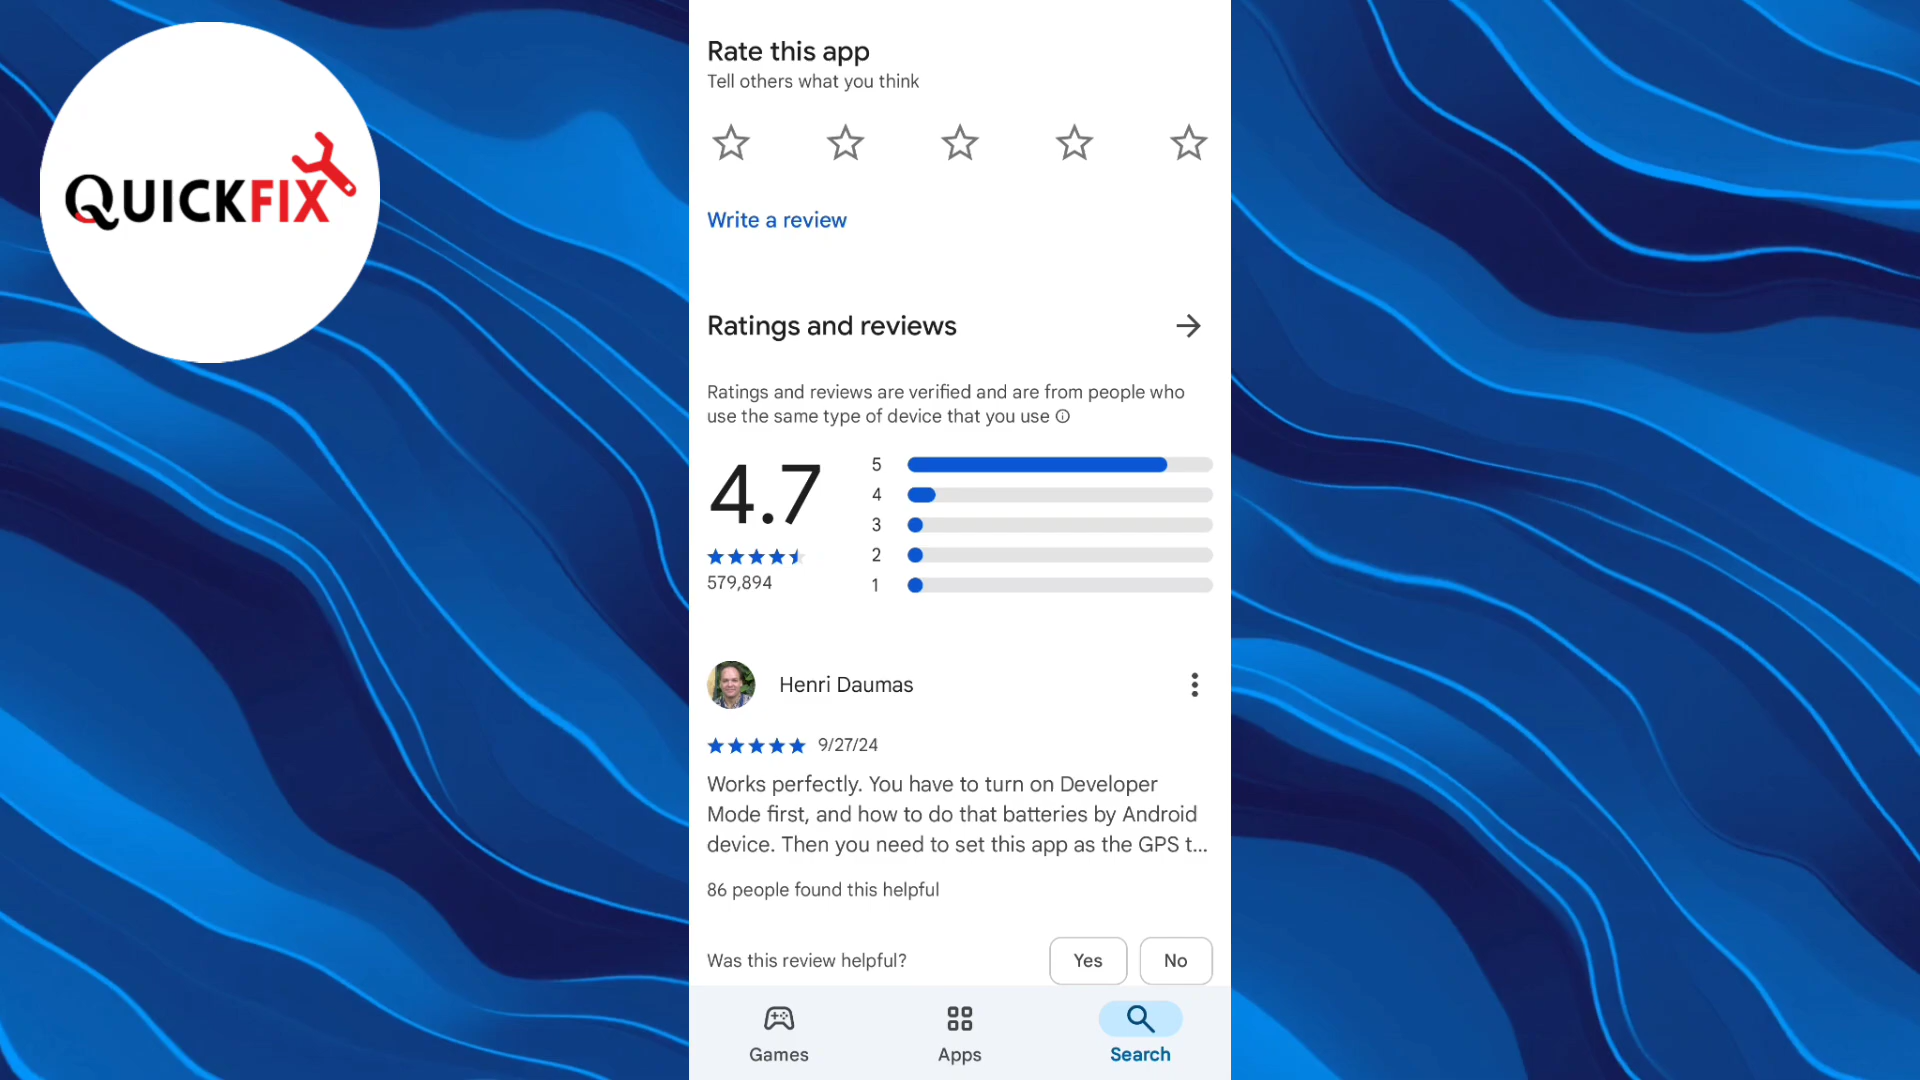 QUICKFIX
Rate this app
Tell others what you think
Write a review
Ratings and reviews
Ratings and reviews are verified and are from people who
use the same type of device that you use
4.7
579,894
5
4
3
2
1
Henri Daumas
9/27/24
Works perfectly. You have to turn on Developer
Mode first, and how to do that batteries by Android
device. Then you need to set this app as the GPS t...
86 people found this helpful
Was this review helpful?
Yes
No
Games
Apps
Search